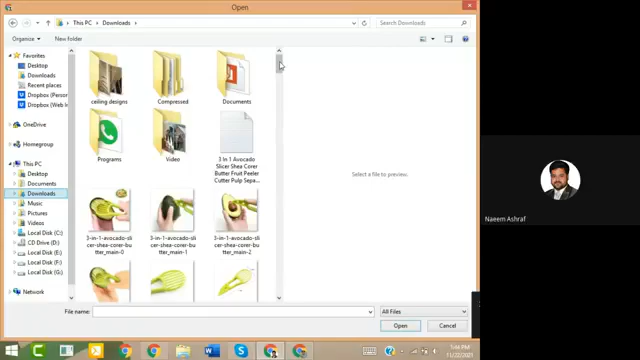 Open
This PC
Downloads
Search Downloads
Organize
New Folder
Favorites
Desktop
Downloads
Recent places
Dropbox (Person
Dropbox (Web In
OneDrive
Homegroup
This PC
Desktop
Documents
Downloads
Music
Pictures
Videos
Local Disk (C:)
CD Drive (D:)
Local Disk (E:)
Local Disk (F:)
Local Disk (G:)
Network
ceiling designs
Compressed
Documents
Programs
Video
3 In 1 Avocado
Slicer Shea Corer
Butter Fruit Peeler
Cutter Pulp Sepa...
3-in-1-avocado-sli
cer-shea-corer-bu
tter_main-0
3-in-1-avocado-sli
cer-shea-corer-bu
tter_main-1
3-in-1-avocado-sli
cer-shea-corer-bu
tter_main-2
Select a file to preview.
File name:
All Files
Open
Cancel
Naeem Ashraf
5:44 PM
11/22/2021